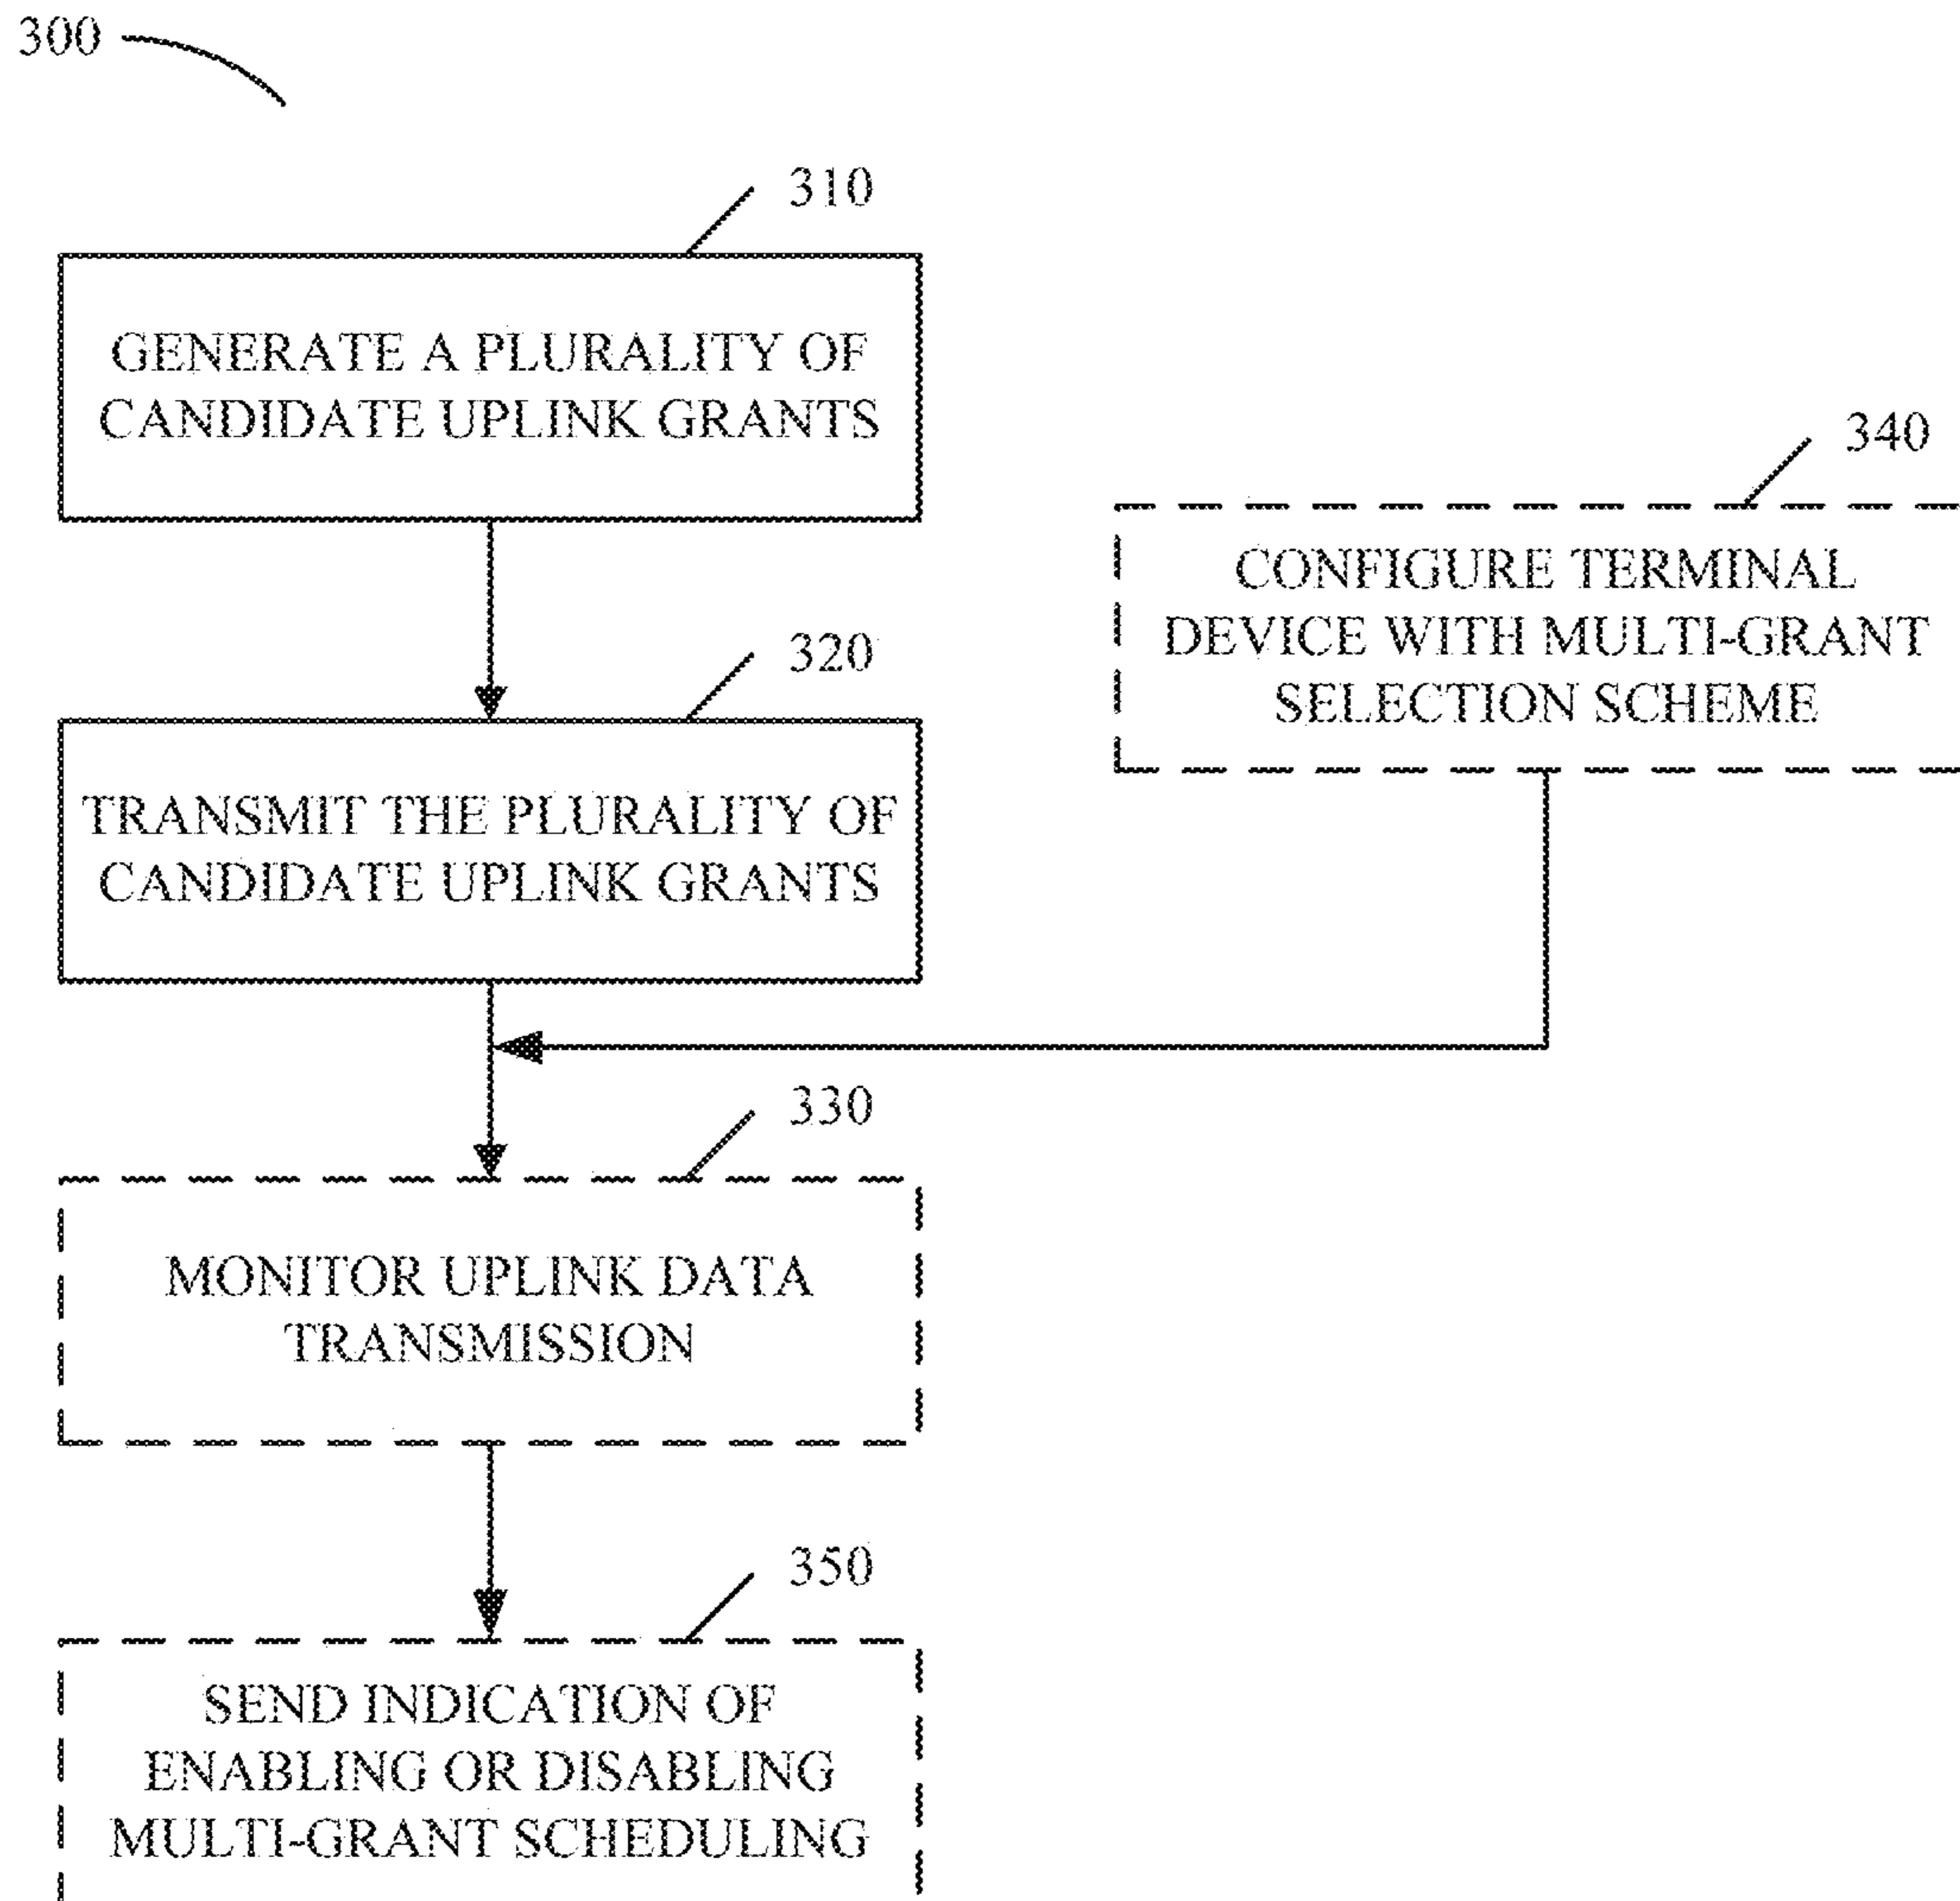 300
310
GENERATE A PLURALITY OF
CANDIDATE UPLINK GRANTS
340
CONFIGURE TERMINAL
DEVICE WITH MULTI-GRANT
SELECTION SCHEME
320
TRANSMIT THE PLURALITY OF
CANDIDATE UPLINK GRANTS
330
MONITOR UPLINK DATA
TRANSMISSION
350
SEND INDICATION OF
ENABLING OR DISABLING
MULTI-GRANT SCHEDULING